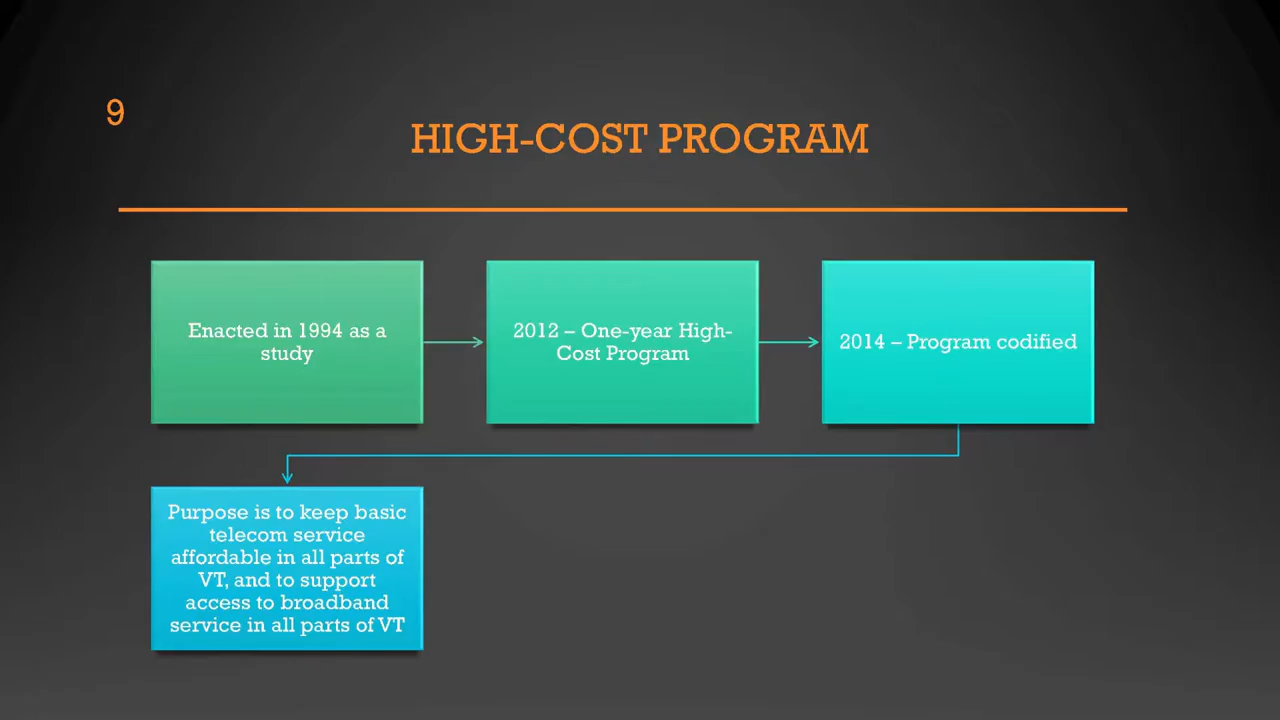 9
HIGH-COST PROGRAM
Enacted in 1994 as a
study
2012 – One-year High-
Cost Program
2014 – Program codified
Purpose is to keep basic
telecom service
affordable in all parts of
VT, and to support
access to broadband
service in all parts of VT